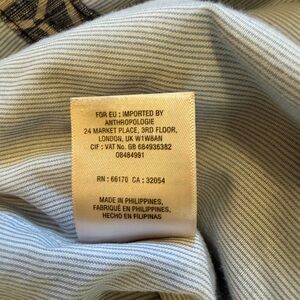 FOR EU : IMPORTED BY
ANTHROPOLOGIE
24 MARKET PLACE, 3RD FLOOR,
LONDON, UK W1W8AN
CIF : VAT No. GB 684936382
OB484991
RN : 66170 CA : 32054
MADE IN PHILIPPINES,
FABRIQUÉ EN PHILIPPINES,
HECHO EN FILIPINAS